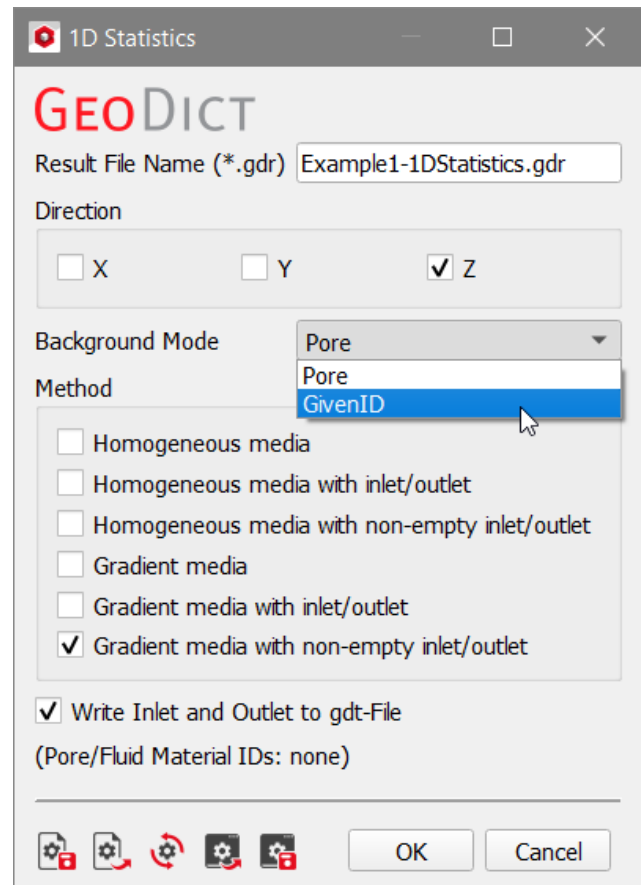 1D Statistics
GEODICT
Result File Name (*.gdr) Example1-1DStatistics.gdr
Direction
X Y Z
Background Mode Pore
Pore
Method
GivenID
Homogeneous media
Homogeneous media with inlet/outlet
Homogeneous media with non-empty inlet/outlet
Gradient media
Gradient media with inlet/outlet
Gradient media with non-empty inlet/outlet
Write Inlet and Outlet to gdt-File
(Pore/Fluid Material IDs: none)
OK Cancel